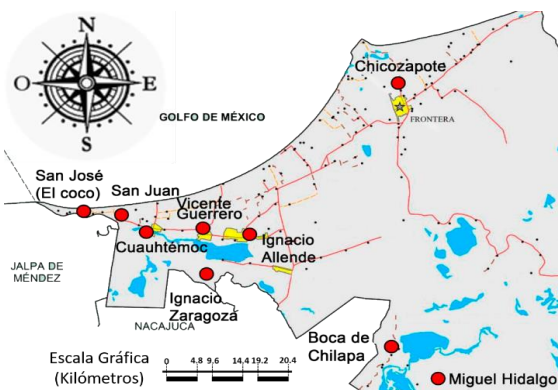 N
O
E
S
GOLFO DE MÉXICO
Chicozapote
FRONTERA
San José
(El coco)
San Juan
Vicente
Guerrero
Cuauhtémoc
Ignacio
Allende
JALPA DE
MÉNDEZ
Ignacio
Zaragoza
NACAJUCA
Boca de
Chilapa
Miguel Hidalgo
Escala Gráfica
(Kilómetros)
0 4,8 9,6 14,4 19.2 20.4